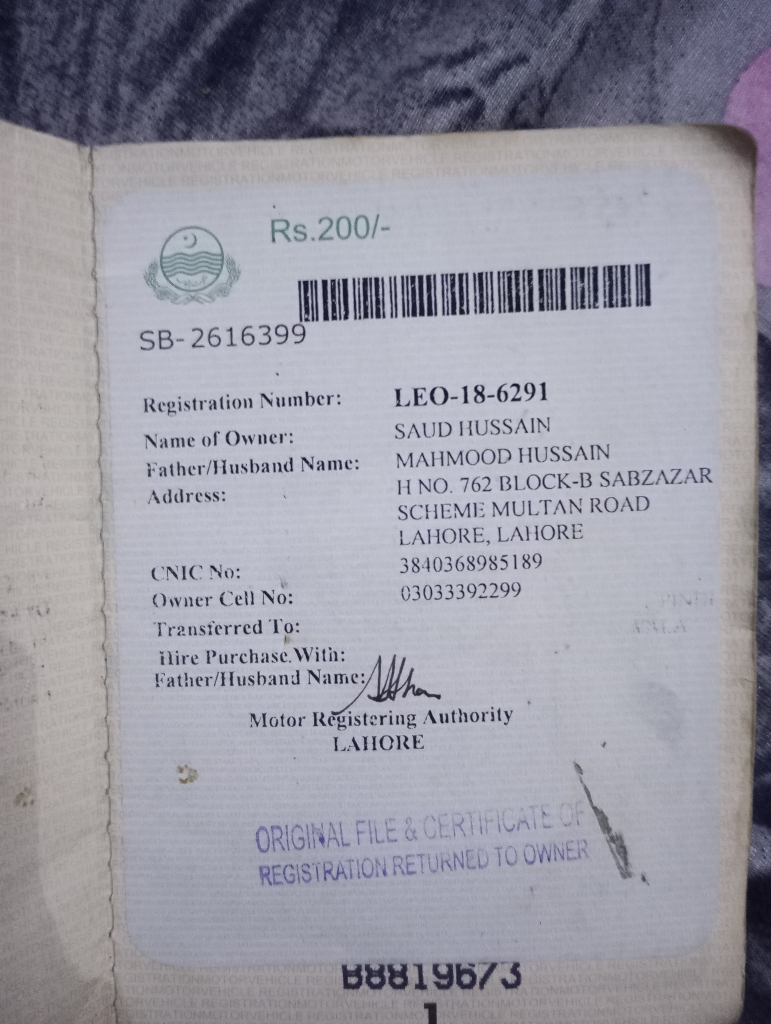 Rs.200/-
SB-2616399
Registration Number: LEO-18-6291
Name of Owner: SAUD HUSSAIN
Father/Husband Name: MAHMOOD HUSSAIN
Address: H NO. 762 BLOCK-B SABZAZAR
SCHEME MULTAN ROAD
LAHORE, LAHORE
CNIC No: 3840368985189
Owner Cell No: 03033392299
Transferred To:
Hire Purchase.With:
Father/Husband Name:
Motor Registering Authority
LAHORE
ORIGINAL FILE & CERTIFICATE OF
REGISTRATION RETURNED TO OWNER
B8819673
1